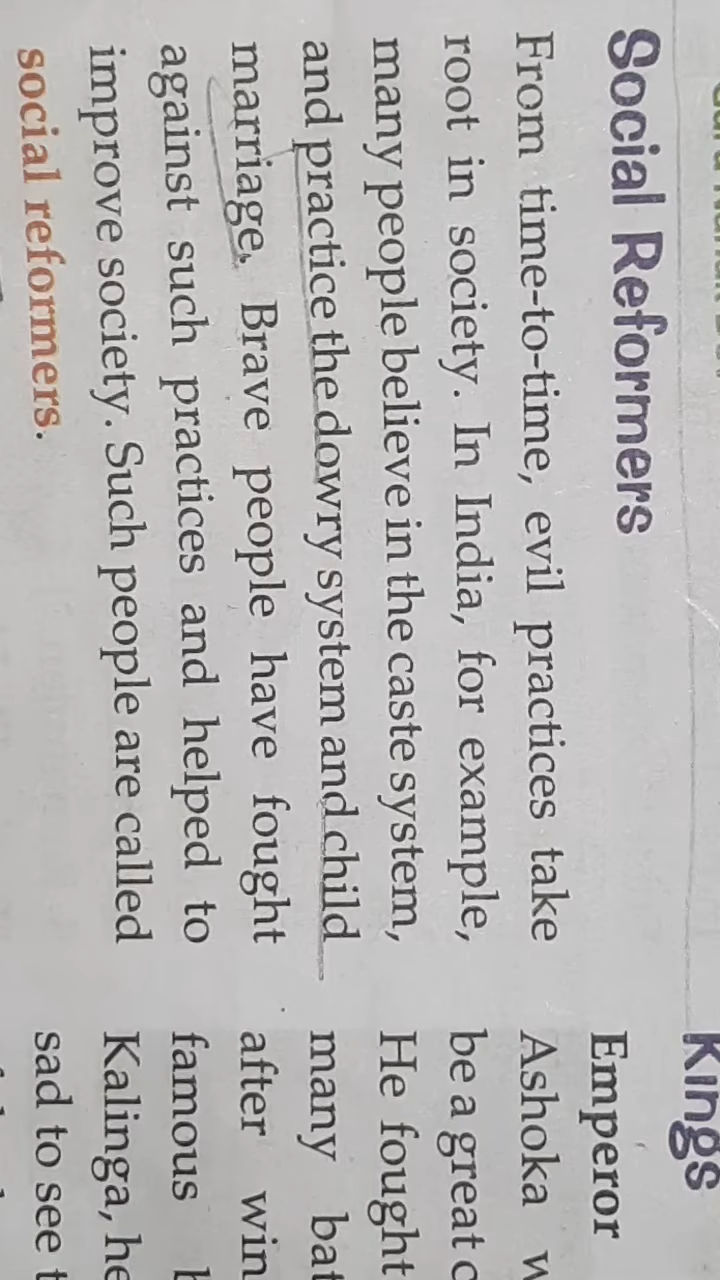 Social Reformers
From time-to-time, evil practices take
root in society. In India, for example,
many people believe in the caste system,
and practice the dowry system and child
marriage. Brave people have fought
against such practices and helped to
improve society. Such people are called
social reformers.
Kings
Emperor
Ashoka
be a great
He fought
many
after
famous
Kalinga, he
sad to see